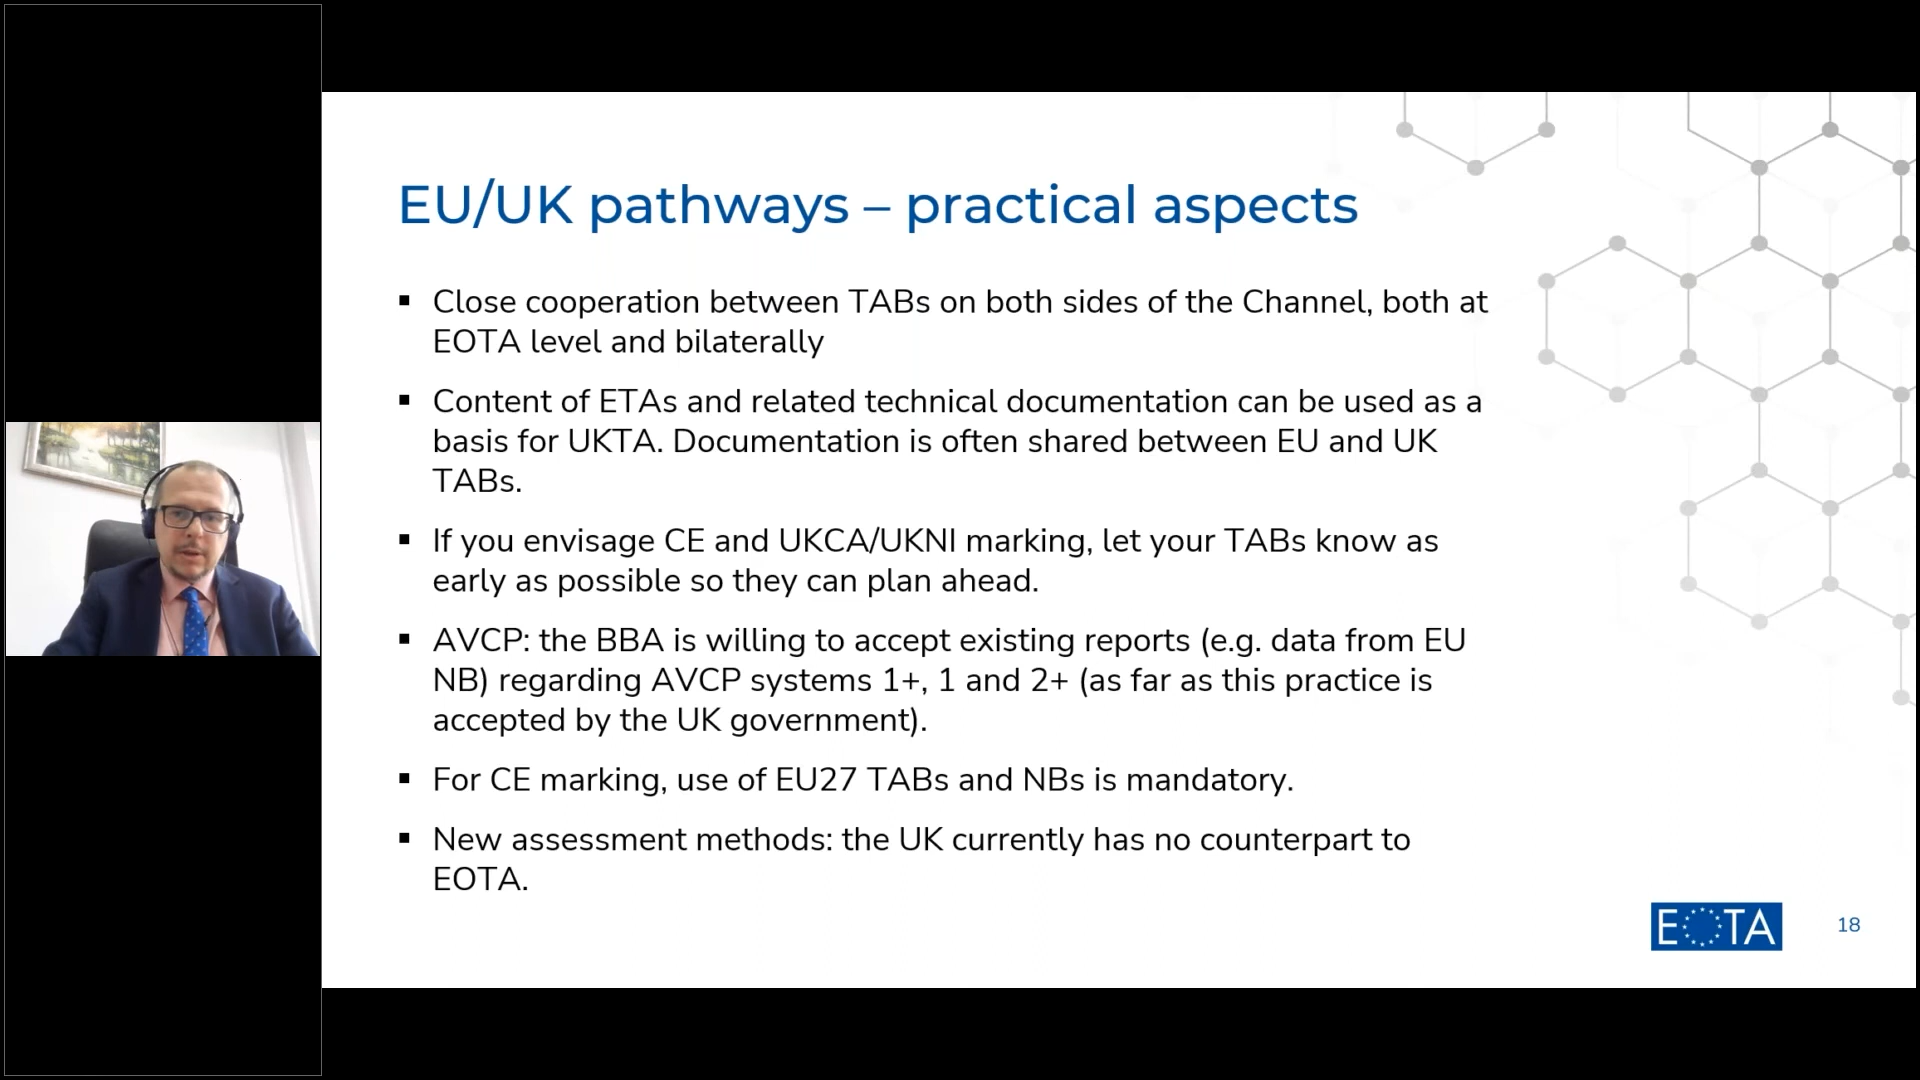 EU/UK pathways – practical aspects
▪ Close cooperation between TABs on both sides of the Channel, both at
EOTA level and bilaterally
▪ Content of ETAs and related technical documentation can be used as a
basis for UKTA. Documentation is often shared between EU and UK
TABs.
▪ If you envisage CE and UKCA/UKNI marking, let your TABs know as
early as possible so they can plan ahead.
▪ AVCP: the BBA is willing to accept existing reports (e.g. data from EU
NB) regarding AVCP systems 1+, 1 and 2+ (as far as this practice is
accepted by the UK government).
▪ For CE marking, use of EU27 TABs and NBs is mandatory.
▪ New assessment methods: the UK currently has no counterpart to
EOTA.
EOTA
18